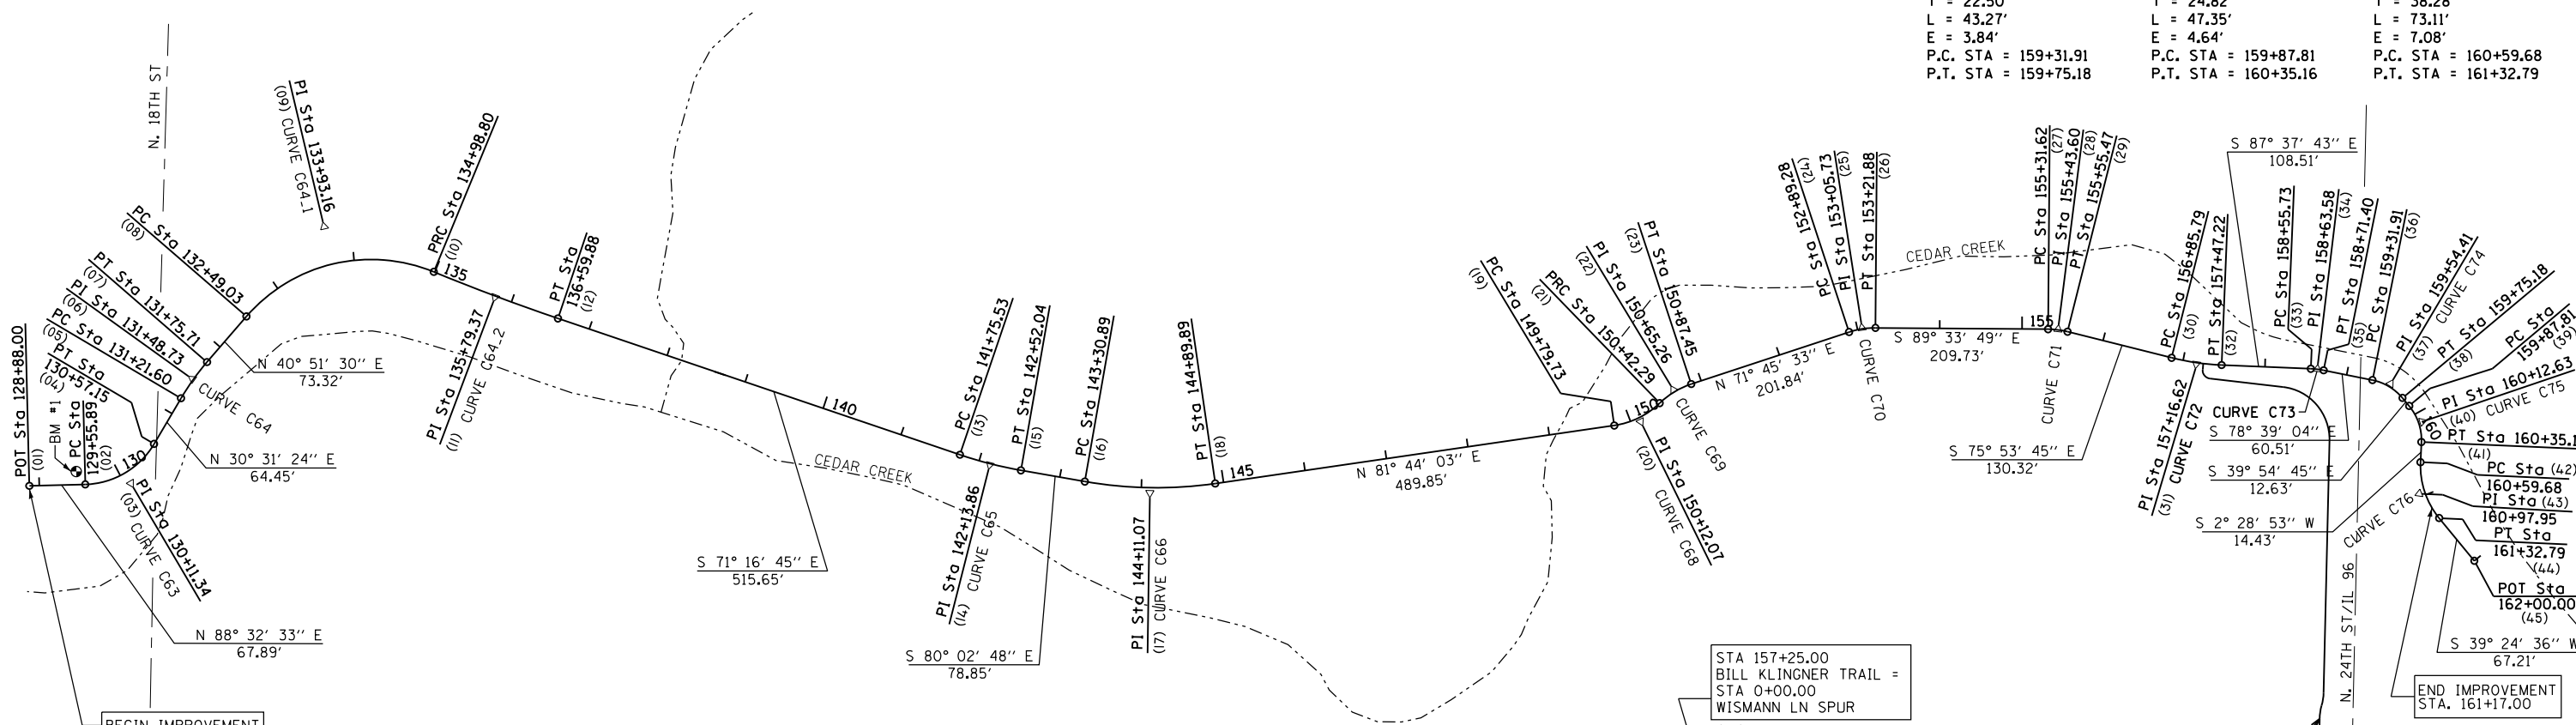 T = 22.50'
L = 43.27'
E = 3.84'
P.C. STA = 159+31.91
P.T. STA = 159+75.18
T = 24.82'
L = 47.35'
E = 4.64'
P.C. STA = 159+87.81
P.T. STA = 160+35.16
T = 38.28'
L = 73.11'
E = 7.08'
P.C. STA = 160+59.68
P.T. STA = 161+32.79
N. 18TH ST
POT Sta 128+88.00
(01)
BM #1
PC Sta
129+55.89
(02)
130
PI Sta 130+11.34
(03) CURVE C63
PT Sta
130+57.15
(04)
PC Sta 131+21.60
(05)
PI Sta 131+48.73
(06)
CURVE C64
PT Sta 131+75.71
(07)
PC Sta 132+49.03
(08)
PI Sta 133+93.16
(09) CURVE C64_1
PRC Sta 134+98.80
(10)
135
PI Sta 135+79.37
(11) CURVE C64_2
PT Sta
136+59.88
(12)
N 40° 51' 30'' E
73.32'
N 30° 31' 24'' E
64.45'
N 88° 32' 33'' E
67.89'
BEGIN IMPROVEMENT
S 71° 16' 45'' E
515.65'
140
CEDAR CREEK
PC Sta 141+75.53
(13)
PI Sta 142+13.86
(14) CURVE C65
PT Sta 142+52.04
(15)
S 80° 02' 48'' E
78.85'
PC Sta 143+30.89
(16)
PI Sta 144+11.07
(17) CURVE C66
PT Sta 144+89.89
(18)
145
N 81° 44' 03'' E
489.85'
PC Sta 149+79.73
(19)
150
PI Sta 150+12.07
(20) CURVE C68
PRC Sta 150+42.29
(21)
PI Sta 150+65.26
(22)
CURVE C69
PT Sta 150+87.45
(23)
N 71° 45' 33'' E
201.84'
PC Sta 152+89.28
(24)
PI Sta 153+05.73
(25)
CURVE C70
PT Sta 153+21.88
(26)
CEDAR CREEK
S 89° 33' 49'' E
209.73'
155
PC Sta 155+31.62
(27)
PI Sta 155+43.60
(28)
CURVE C71
PT Sta 155+55.47
(29)
S 75° 53' 45'' E
130.32'
PC Sta 156+85.79
(30)
PI Sta 157+16.62
(31) CURVE C72
PT Sta 157+47.22
(32)
S 87° 37' 43'' E
108.51'
PC Sta 158+55.73
(33)
PI Sta 158+63.58
(34)
CURVE C73
PT Sta 158+71.40
(35)
S 78° 39' 04'' E
60.51'
PC Sta 159+31.91
(36)
PI Sta 159+54.41
(37) CURVE C74
PT Sta 159+75.18
(38)
S 39° 54' 45'' E
12.63'
PC Sta
159+87.81
(39)
PI Sta 160+12.63
(40) CURVE C75
160
PT Sta 160+35.1
(41)
S 2° 28' 53'' W
14.43'
PC Sta (42)
160+59.68
PI Sta (43)
160+97.95
CURVE C76
PT Sta
161+32.79
(44)
POT Sta
162+00.00
(45)
S 39° 24' 36'' W
67.21'
N. 24TH ST/IL 96
END IMPROVEMENT
STA. 161+17.00
STA 157+25.00
BILL KLINGNER TRAIL =
STA 0+00.00
WISMANN LN SPUR